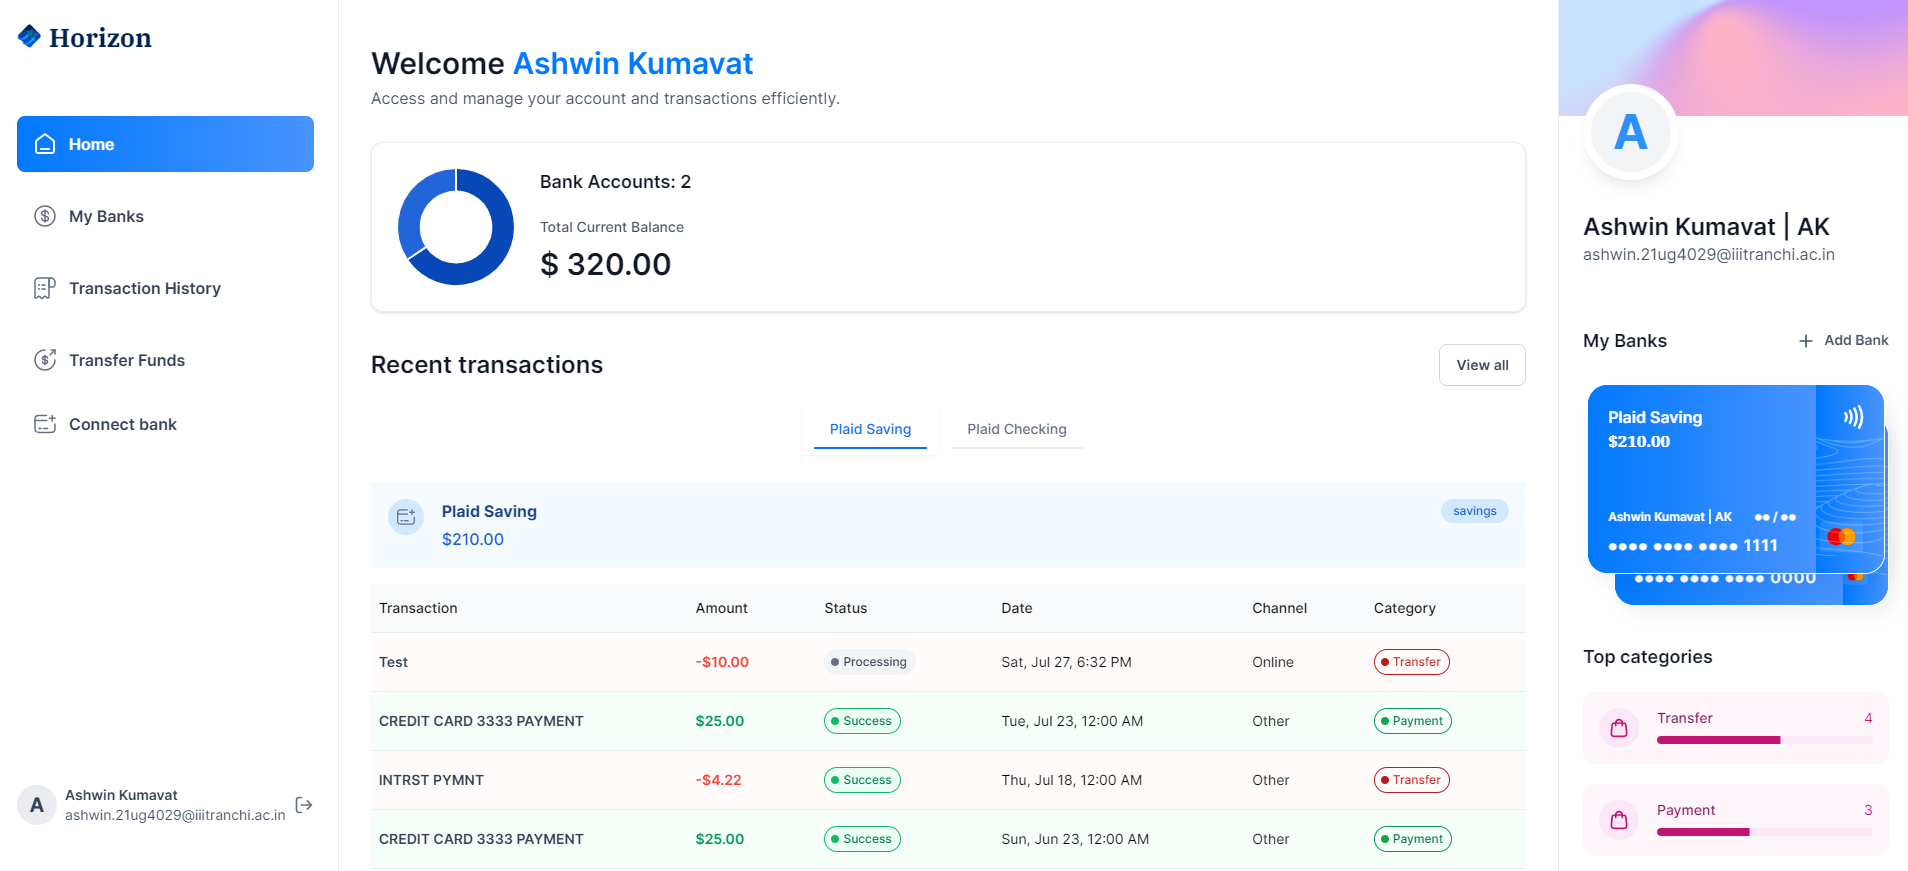 Horizon
Home
My Banks
Transaction History
Transfer Funds
Connect bank
A
Ashwin Kumavat
ashwin.21ug4029@iiitranchi.ac.in
Welcome Ashwin Kumavat
Access and manage your account and transactions efficiently.
Bank Accounts: 2
Total Current Balance
$ 320.00
Recent transactions
View all
Plaid Saving Plaid Checking
Plaid Saving
$210.00
savings
Transaction Amount Status Date Channel Category
Test -$10.00 Processing Sat, Jul 27, 6:32 PM Online Transfer
CREDIT CARD 3333 PAYMENT $25.00 Success Tue, Jul 23, 12:00 AM Other Payment
INTRST PYMNT -$4.22 Success Thu, Jul 18, 12:00 AM Other Transfer
CREDIT CARD 3333 PAYMENT $25.00 Success Sun, Jun 23, 12:00 AM Other Payment
A
Ashwin Kumavat | AK
ashwin.21ug4029@iiitranchi.ac.in
My Banks
+ Add Bank
Plaid Saving
$210.00
Ashwin Kumavat | AK ●● / ●●
●●●● ●●●● ●●●● 1111
●●●● ●●●● ●●●● 0000
Top categories
Transfer 4
Payment 3